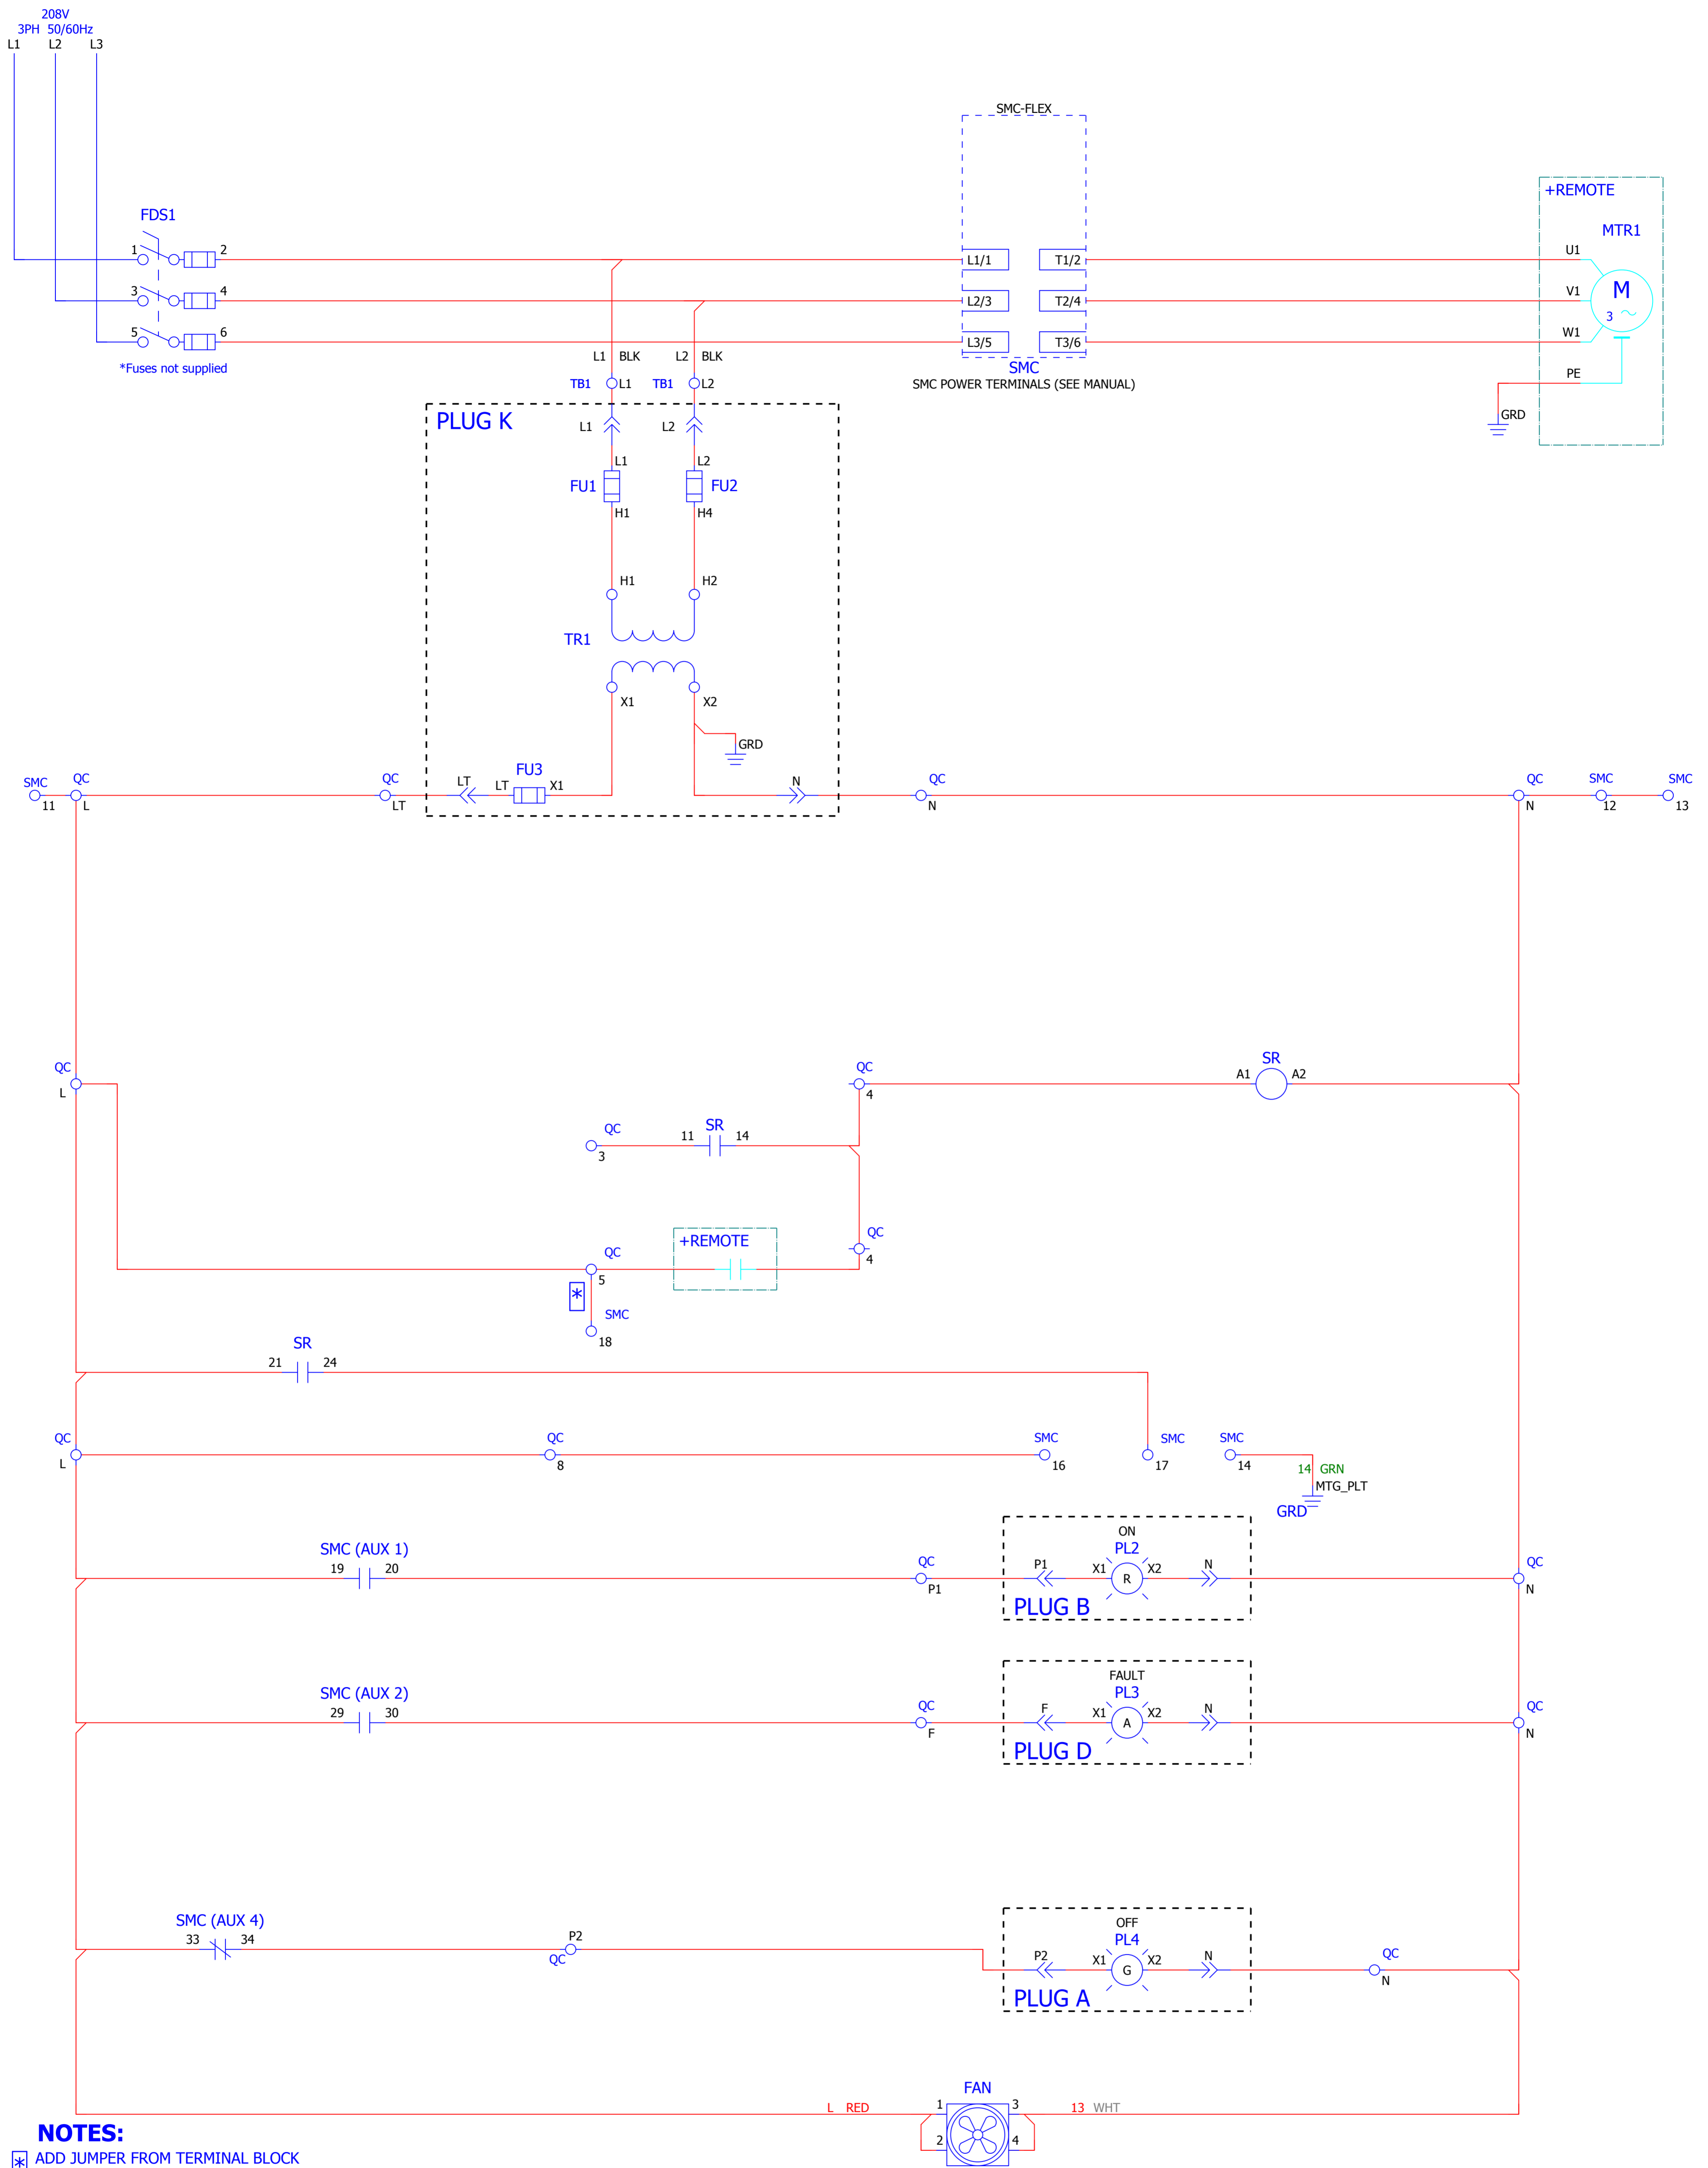 208V
3PH 50/60Hz
L1 L2 L3
SMC-FLEX
+REMOTE
FDS1
MTR1
1 2 L1/1 T1/2 U1
3 4 L2/3 T2/4 V1 M
3
5 6 L3/5 T3/6 W1
*Fuses not supplied
L1 BLK L2 BLK
SMC
SMC POWER TERMINALS (SEE MANUAL)
PE
TB1 L1 TB1 L2
GRD
PLUG K
L1 L2
L1 L2
FU1 FU2
H1 H4
H1 H2
TR1
X1 X2
GRD
SMC QC QC LT LT FU3 X1 N QC QC SMC SMC
11 L LT N N 12 13
QC QC SR
L 4 A1 A2
QC 11 SR 14
3
+REMOTE QC
QC 4
5
*
SMC
18
SR
21 24
QC QC SMC SMC SMC
L 8 16 17 14
14 GRN
MTG_PLT
GRD
ON
SMC (AUX 1) PL2
19 20 QC P1 X1 R X2 N QC
P1 N
PLUG B
FAULT
SMC (AUX 2) PL3
29 30 QC F X1 A X2 N QC
F N
PLUG D
OFF
SMC (AUX 4) PL4
33 34 P2 P2 X1 G X2 N QC
QC N
PLUG A
FAN
L RED 1 3 13 WHT
2 4
NOTES:
* ADD JUMPER FROM TERMINAL BLOCK